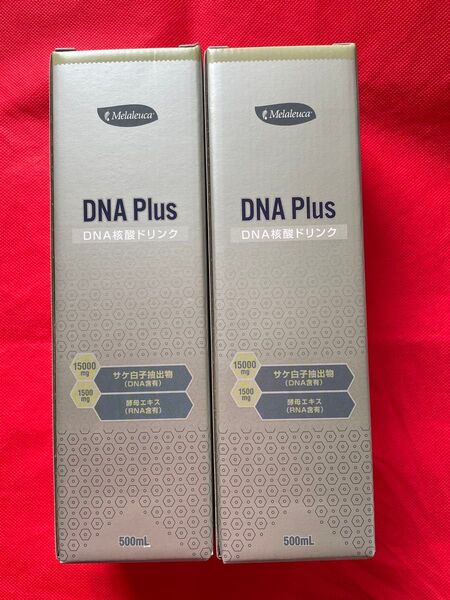 Melaleuca
DNA Plus
DNA核酸ドリンク
15000
mg
サケ白子抽出物
(DNA含有)
1500
mg
酵母エキス
(RNA含有)
500mL
Melaleuca
DNA Plus
DNA核酸ドリンク
15000
mg
サケ白子抽出物
(DNA含有)
1500
mg
酵母エキス
(RNA含有)
500mL